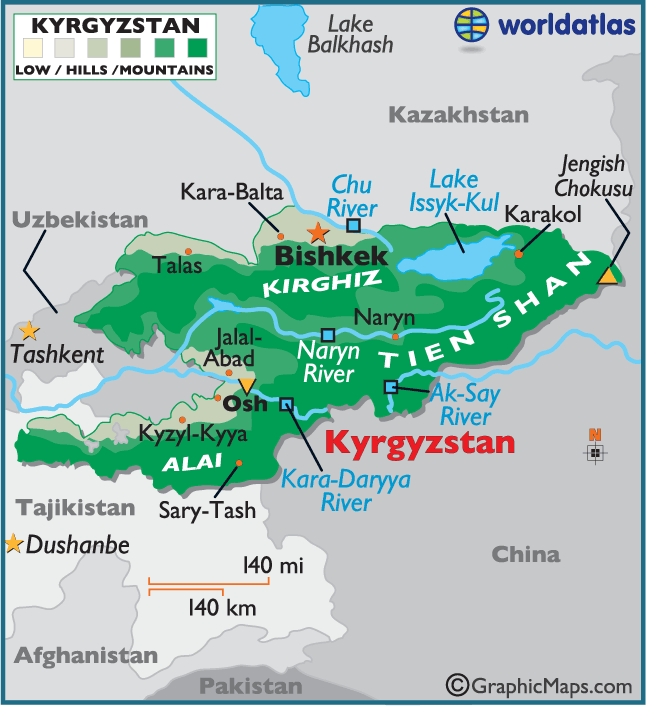 KYRGYZSTAN
LOW / HILLS /MOUNTAINS
Lake
Balkhash
worldatlas
Kazakhstan
Jengish
Chokusu
Kara-Balta
Chu
River
Lake
Issyk-Kul
Karakol
Uzbekistan
Talas
Bishkek
KIRGHIZ
TIEN SHAN
Tashkent
Naryn
Naryn
River
Jalal-
Abad
Osh
Ak-Say
River
Kyzyl-Kyya
Kyrgyzstan
N
ALAI
Kara-Daryya
River
Sary-Tash
Tajikistan
Dushanbe
China
140 mi
140 km
Afghanistan
Pakistan
©GraphicMaps.com